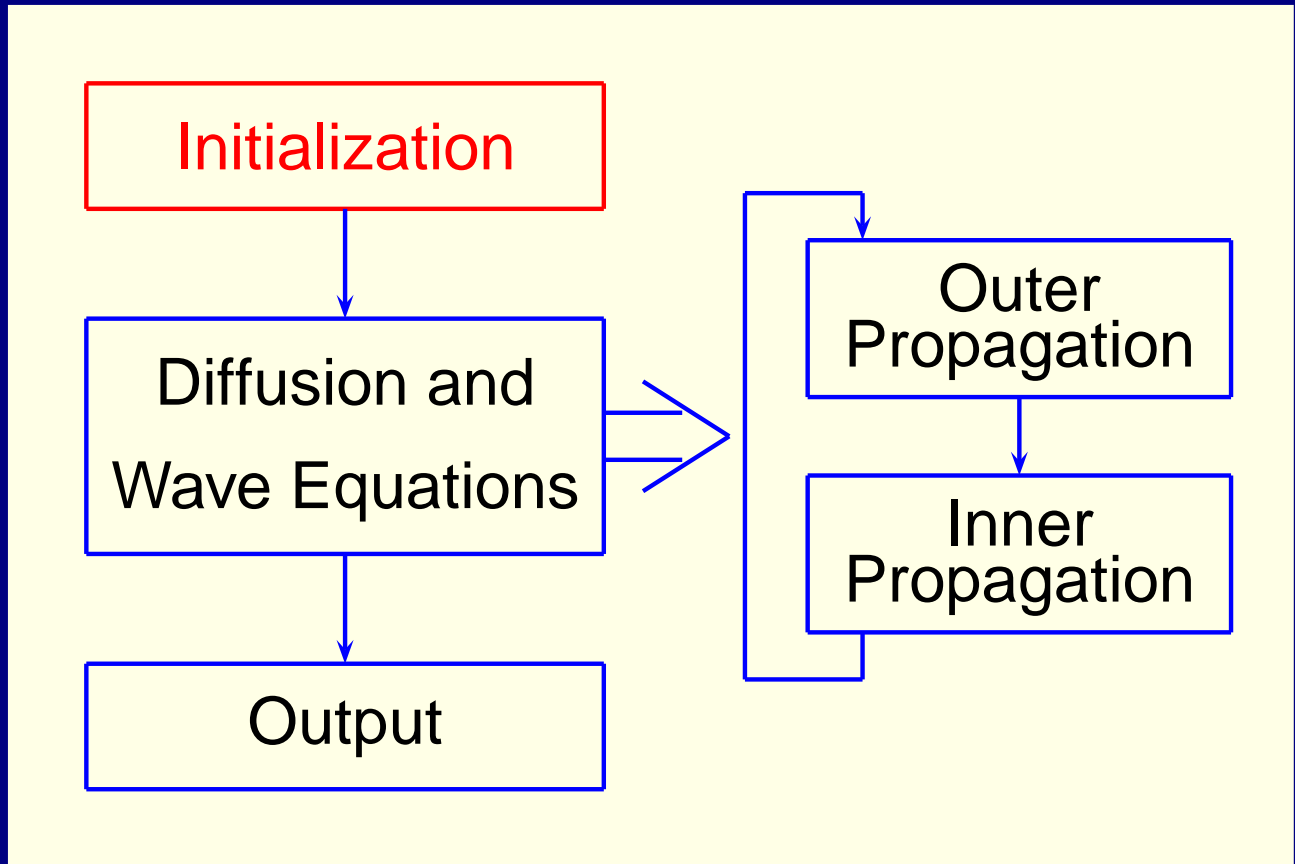 Initialization
Diffusion and
Wave Equations
Output
Outer
Propagation
Inner
Propagation